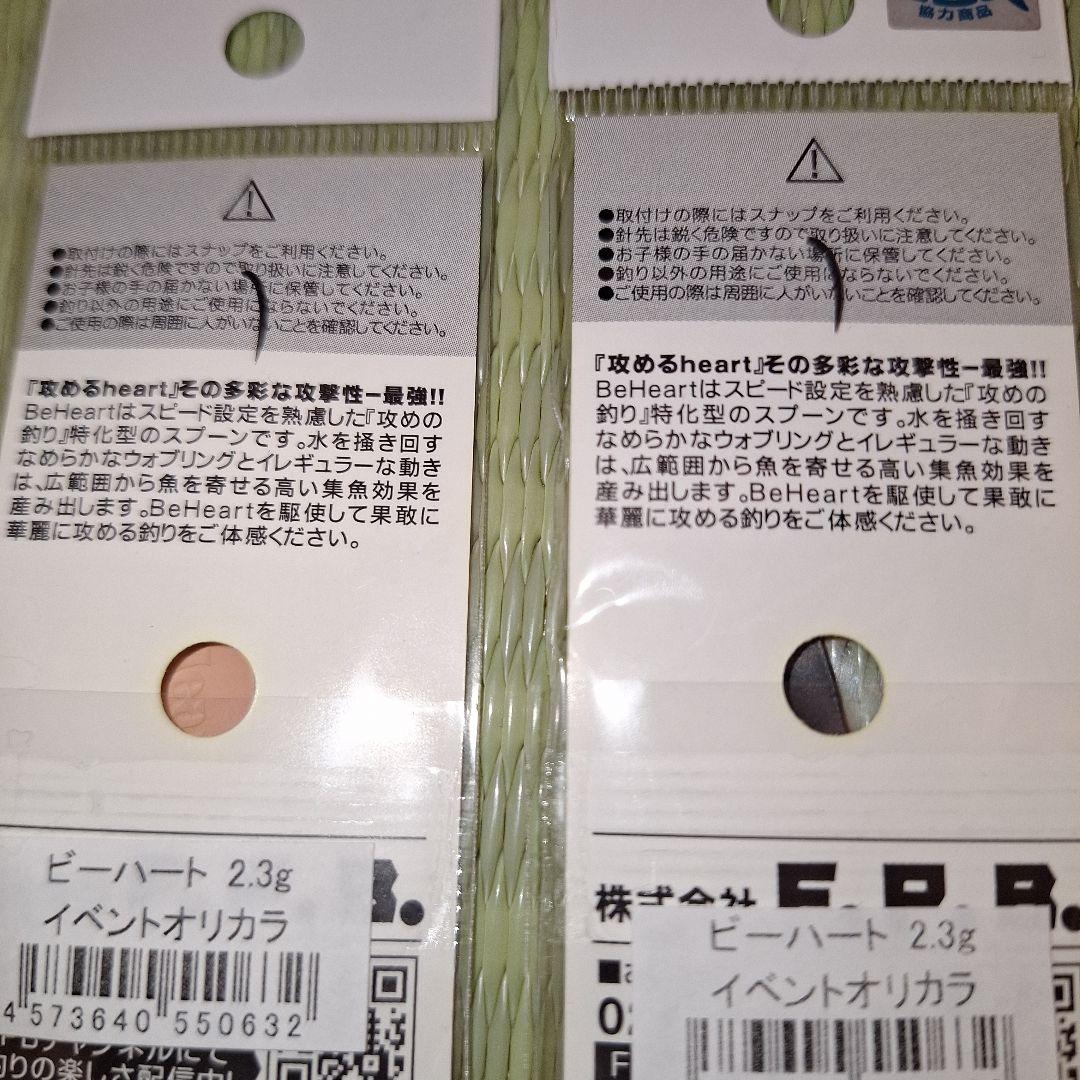 ●取付けの際にはスナップをご利用ください。
●針先は鋭く危険ですので取り扱いに注意してください。
●お子様の手の届かない場所に保管してください。
●釣り以外の用途にご使用にならないでください。
●ご使用の際は周囲に人がいないことを確認してください。
『攻めるheart』その多彩な攻撃性ー最強!!
BeHeartはスピード設定を熟慮した『攻めの
釣り』特化型のスプーンです。水を掻き回す
なめらかなウォブリングとイレギュラーな動き
は、広範囲から魚を寄せる高い集魚効果を
産み出します。BeHeartを駆使して果敢に
華麗に攻める釣りをご体感ください。
ビーハート 2.3g
イベントオリカラ
4 573640 550632
釣りの楽しさ配信中!
協力商品
●取付けの際にはスナップをご利用ください。
●針先は鋭く危険ですので取り扱いに注意してください。
●お子様の手の届かない場所に保管してください。
●釣り以外の用途にご使用にならないでください。
●ご使用の際は周囲に人がいないことを確認してください。
『攻めるheart』その多彩な攻撃性ー最強!!
BeHeartはスピード設定を熟慮した『攻めの
釣り』特化型のスプーンです。水を掻き回す
なめらかなウォブリングとイレギュラーな動き
は、広範囲から魚を寄せる高い集魚効果を
産み出します。BeHeartを駆使して果敢に
華麗に攻める釣りをご体感ください。
株式会社
ビーハート 2.3g
イベントオリカラ